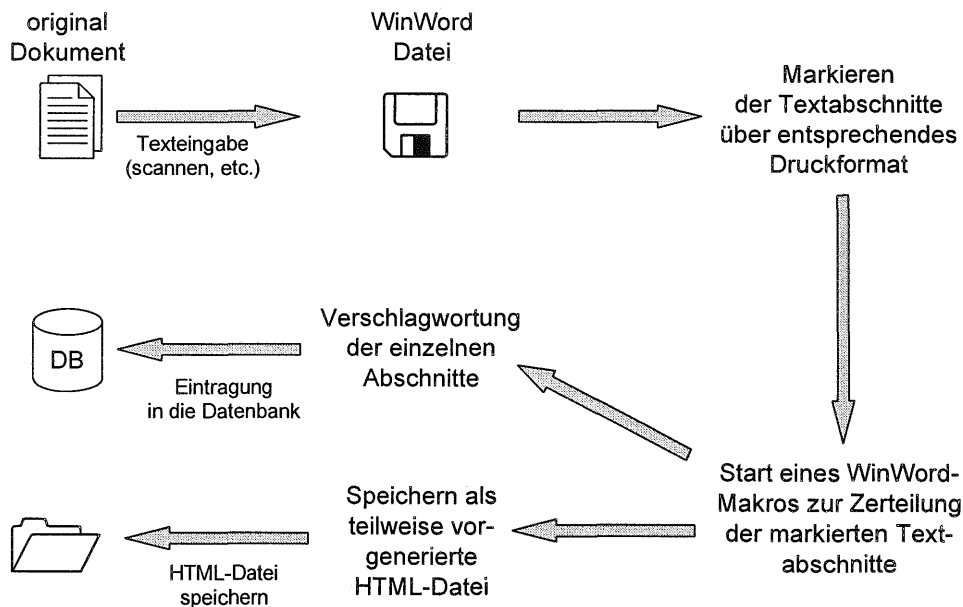 original
Dokument
Texteingabe
(scannen, etc.)
WinWord
Datei
Markieren
der Textabschnitte
über entsprechendes
Druckformat
Start eines WinWord-
Makros zur Zerteilung
der markierten Text-
abschnitte
Verschlagwortung
der einzelnen
Abschnitte
Eintragung
in die Datenbank
DB
Speichern als
teilweise vor-
generierte
HTML-Datei
HTML-Datei
speichern